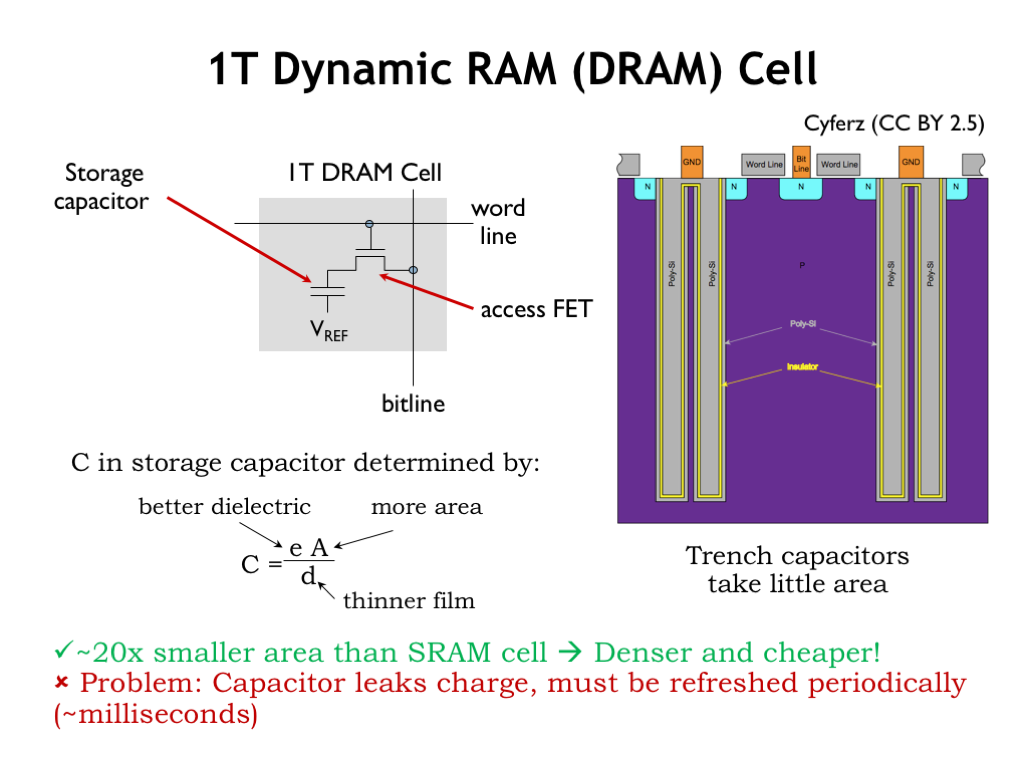 1T Dynamic RAM (DRAM) Cell
Cyferz (CC BY 2.5)
Storage
capacitor
1T DRAM Cell
word
line
access FET
VREF
bitline
GND
Word Line
Bit
Line
Word Line
GND
N
N
N
N
N
Poly-Si
Poly-Si
P
Poly-Si
Poly-Si
Poly-Si
Insulator
C in storage capacitor determined by:
better dielectric
more area
C = e A
d
thinner film
Trench capacitors
take little area
✓~20x smaller area than SRAM cell → Denser and cheaper!
✘ Problem: Capacitor leaks charge, must be refreshed periodically
(~milliseconds)